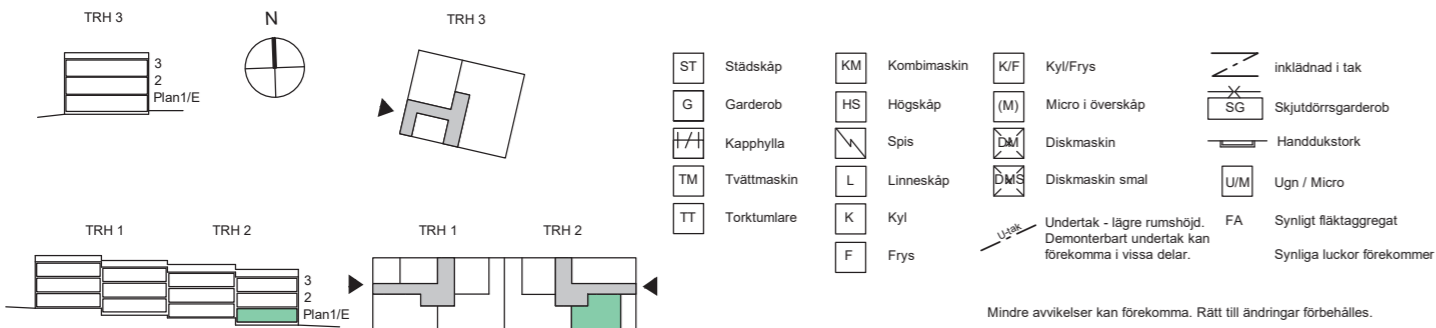 TRH 3
N
TRH 3
3
2
Plan1/E
TRH 1
TRH 2
3
2
Plan1/E
TRH 1
TRH 2
ST Städskåp
G Garderob
Kapphylla
TM Tvättmaskin
TT Torktumlare
KM Kombimaskin
HS Högskåp
Spis
L Linneskåp
K Kyl
F Frys
K/F Kyl/Frys
(M) Micro i överskåp
DM Diskmaskin
DMS Diskmaskin smal
U-tak Undertak - lägre rumshöjd.
Demonterbart undertak kan
förekomma i vissa delar.
inklädnad i tak
SG Skjutdörrsgarderob
Handdukstork
U/M Ugn / Micro
FA Synligt fläktaggregat
Synliga luckor förekommer
Mindre avvikelser kan förekomma. Rätt till ändringar förbehålles.